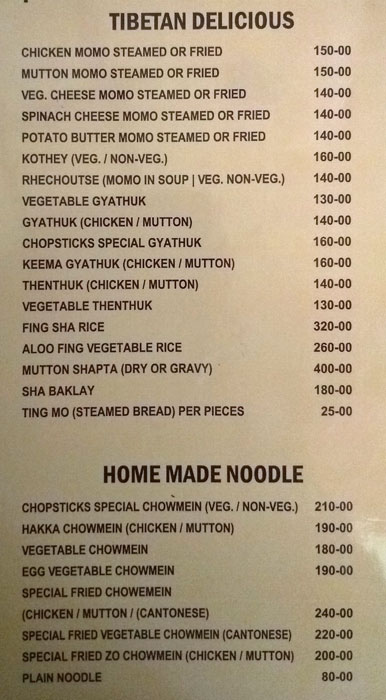 TIBETAN DELICIOUS
CHICKEN MOMO STEAMED OR FRIED 150-00
MUTTON MOMO STEAMED OR FRIED 150-00
VEG. CHEESE MOMO STEAMED OR FRIED 140-00
SPINACH CHEESE MOMO STEAMED OR FRIED 140-00
POTATO BUTTER MOMO STEAMED OR FRIED 140-00
KOTHEY (VEG. / NON-VEG.) 160-00
RHECHOUTSE (MOMO IN SOUP | VEG. NON-VEG.) 140-00
VEGETABLE GYATHUK 130-00
GYATHUK (CHICKEN / MUTTON) 140-00
CHOPSTICKS SPECIAL GYATHUK 160-00
KEEMA GYATHUK (CHICKEN / MUTTON) 160-00
THENTHUK (CHICKEN / MUTTON) 140-00
VEGETABLE THENTHUK 130-00
FING SHA RICE 320-00
ALOO FING VEGETABLE RICE 260-00
MUTTON SHAPTA (DRY OR GRAVY) 400-00
SHA BAKLAY 180-00
TING MO (STEAMED BREAD) PER PIECES 25-00
HOME MADE NOODLE
CHOPSTICKS SPECIAL CHOWMEIN (VEG. / NON-VEG.) 210-00
HAKKA CHOWMEIN (CHICKEN / MUTTON) 190-00
VEGETABLE CHOWMEIN 180-00
EGG VEGETABLE CHOWMEIN 190-00
SPECIAL FRIED CHOWEMEIN
(CHICKEN / MUTTON / (CANTONESE) 240-00
SPECIAL FRIED VEGETABLE CHOWMEIN (CANTONESE) 220-00
SPECIAL FRIED ZO CHOWMEIN (CHICKEN / MUTTON) 200-00
PLAIN NOODLE 80-00